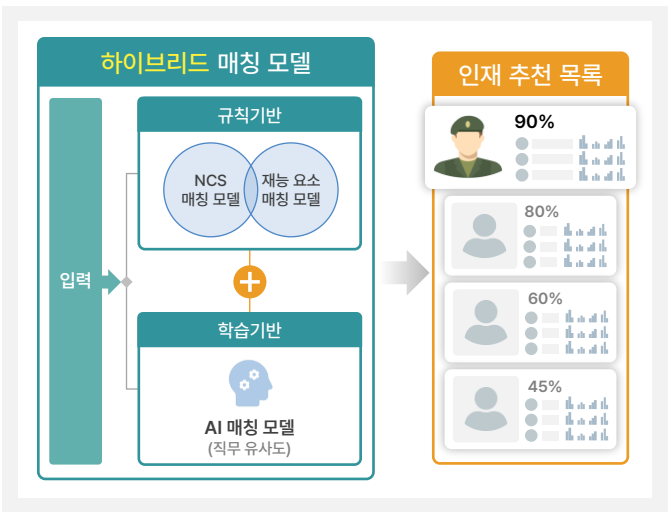 하이브리드 매칭 모델
입력
규칙기반
NCS
매칭 모델
재능 요소
매칭 모델
학습기반
AI 매칭 모델
(직무 유사도)
인재 추천 목록
90%
80%
60%
45%